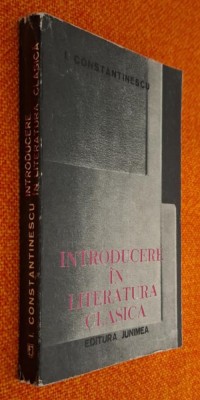 I. CONSTANTINESCU
INTRODUCERE
ÎN
LITERATURA
CLASICĂ
EDITURA JUNIMEA
I. CONSTANTINESCU INTRODUCERE
ÎN LITERATURA CLASICĂ